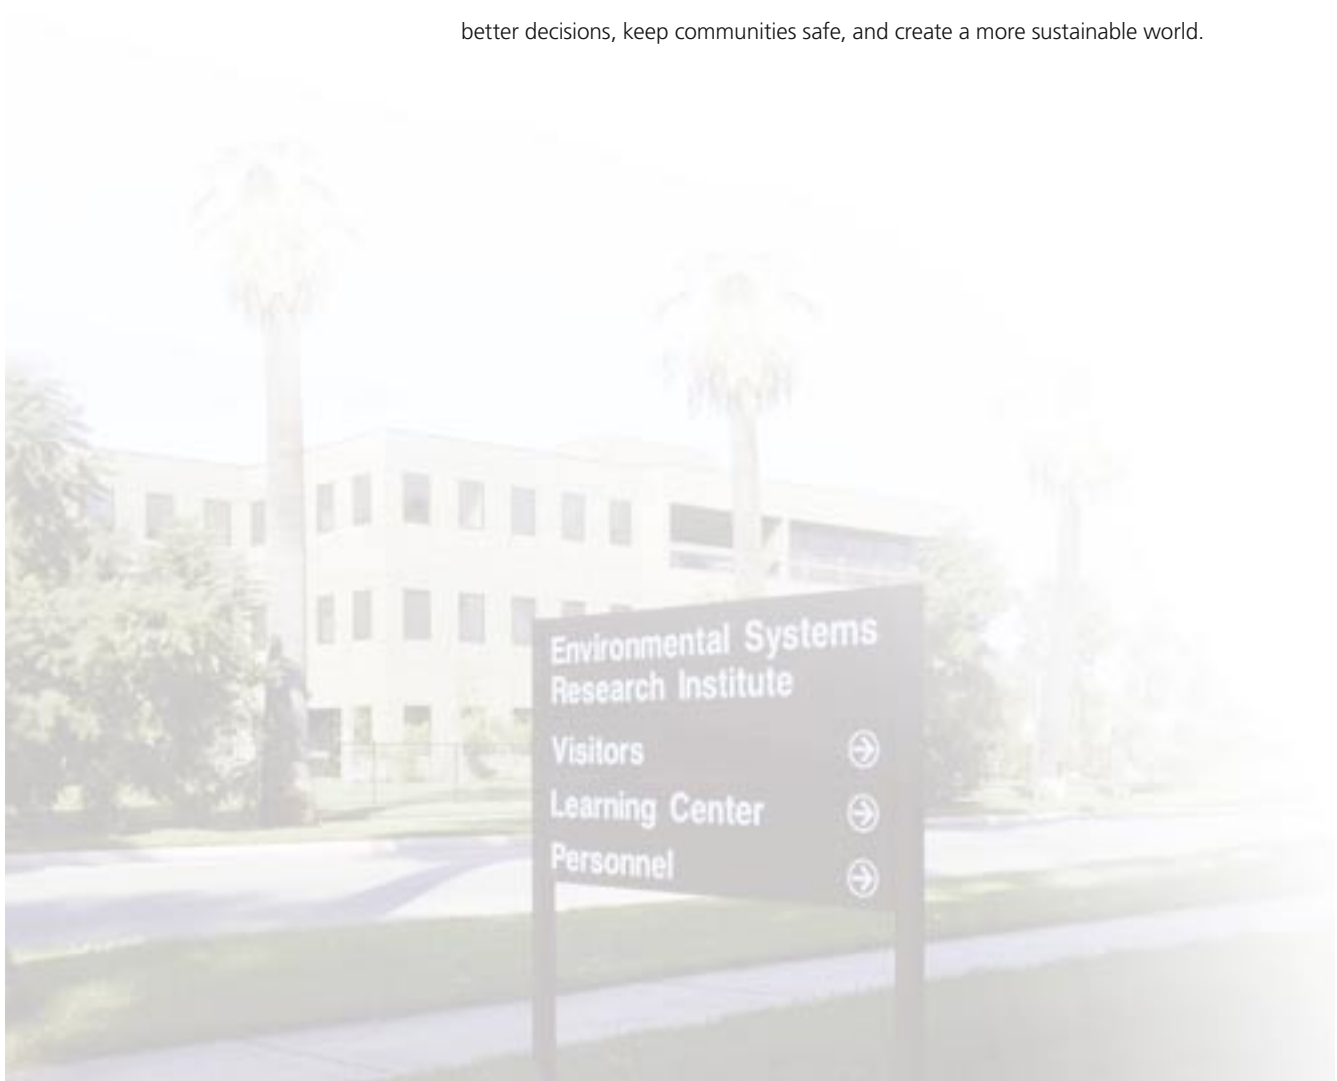 better decisions, keep communities safe, and create a more sustainable world.
Environmental Systems
Research Institute
Visitors
Learning Center
Personnel